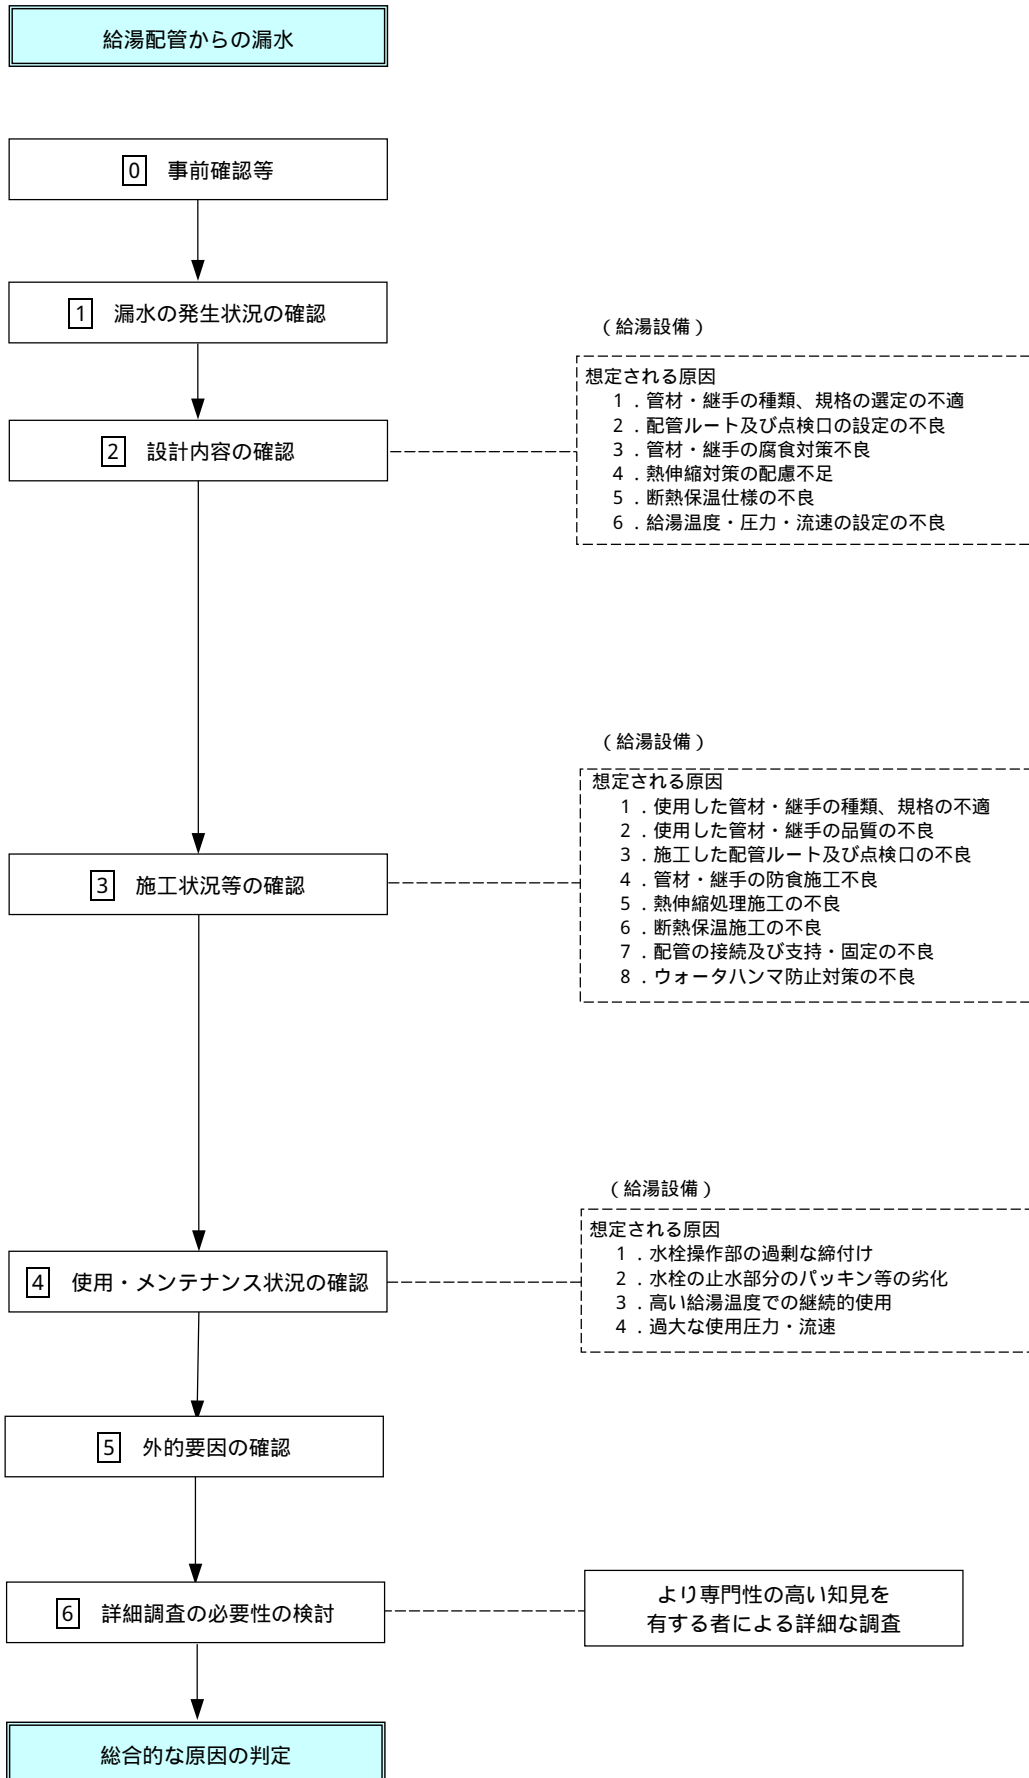 給湯配管からの漏水
0 事前確認等
1 漏水の発生状況の確認
2 設計内容の確認
（給湯設備）
想定される原因
1．管材・継手の種類、規格の選定の不適
2．配管ルート及び点検口の設定の不良
3．管材・継手の腐食対策不良
4．熱伸縮対策の配慮不足
5．断熱保温仕様の不良
6．給湯温度・圧力・流速の設定の不良
3 施工状況等の確認
（給湯設備）
想定される原因
1．使用した管材・継手の種類、規格の不適
2．使用した管材・継手の品質の不良
3．施工した配管ルート及び点検口の不良
4．管材・継手の防食施工不良
5．熱伸縮処理施工の不良
6．断熱保温施工の不良
7．配管の接続及び支持・固定の不良
8．ウォータハンマ防止対策の不良
4 使用・メンテナンス状況の確認
（給湯設備）
想定される原因
1．水栓操作部の過剰な締付け
2．水栓の止水部分のパッキン等の劣化
3．高い給湯温度での継続的使用
4．過大な使用圧力・流速
5 外的要因の確認
6 詳細調査の必要性の検討
より専門性の高い知見を
有する者による詳細な調査
総合的な原因の判定